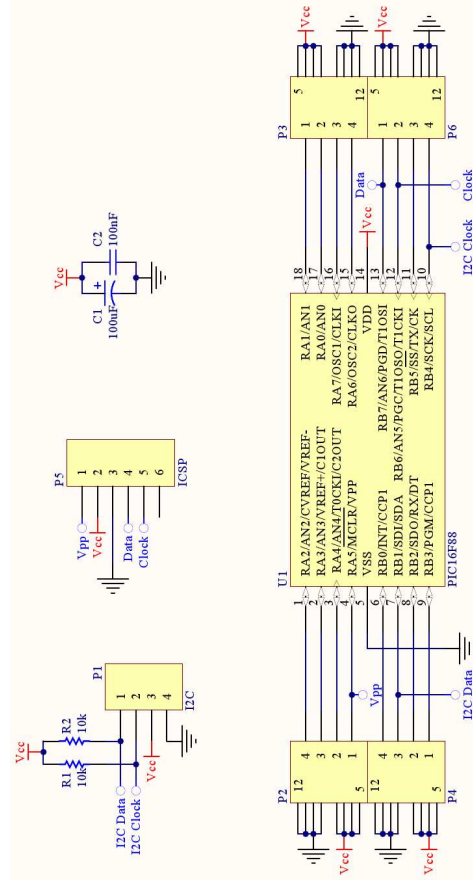 Vcc
R1
10k
R2
10k
I2C Data
I2C Clock
P1
1
2
3
4
Vcc
I2C
P5
Vpp
Vcc
Data
Clock
1
2
3
4
5
6
ICSP
Vcc
C1
100uF
+
C2
100nF
P2
12
5
4
3
2
1
Vcc
P4
12
5
4
3
2
1
Vcc
Vpp
I2C Data
U1
1
2
3
4
5
6
7
8
9
RA2/AN2/CVREF/VREF-
RA3/AN3/VREF+/C1OUT
RA4/AN4/T0CKI/C2OUT
RA5/MCLR/VPP
VSS
RB0/INT/CCP1
RB1/SDI/SDA
RB2/SDO/RX/DT
RB3/PGM/CCP1
PIC16F88
RA1/AN1
RA0/AN0
RA7/OSC1/CLKI
RA6/OSC2/CLKO
VDD
RB7/AN6/PGD/T1OSI
RB6/AN5/PGC/T1OSO/T1CKI
RB5/SS/TX/CK
RB4/SCK/SCL
18
17
16
15
14
13
12
11
10
Vcc
Data
Clock
I2C Clock
P3
5
12
1
2
3
4
Vcc
P6
5
12
1
2
3
4
Vcc